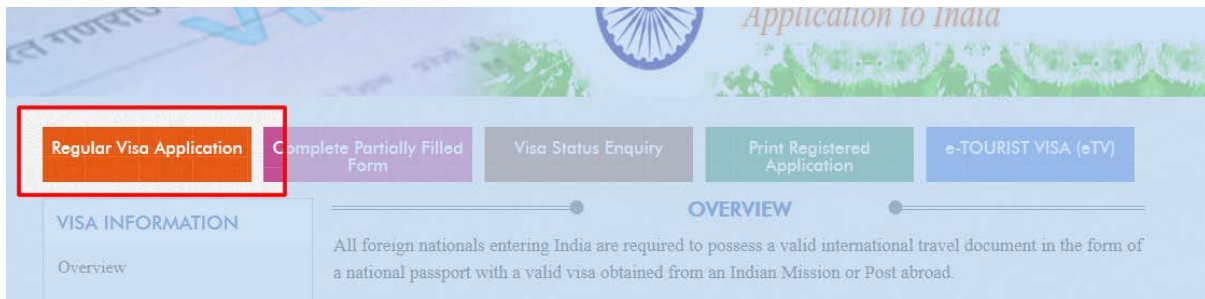 Application to India
Regular Visa Application
Complete Partially Filled
Form
Visa Status Enquiry
Print Registered
Application
e-TOURIST VISA (eTV)
VISA INFORMATION
Overview
OVERVIEW
All foreign nationals entering India are required to possess a valid international travel document in the form of
a national passport with a valid visa obtained from an Indian Mission or Post abroad.